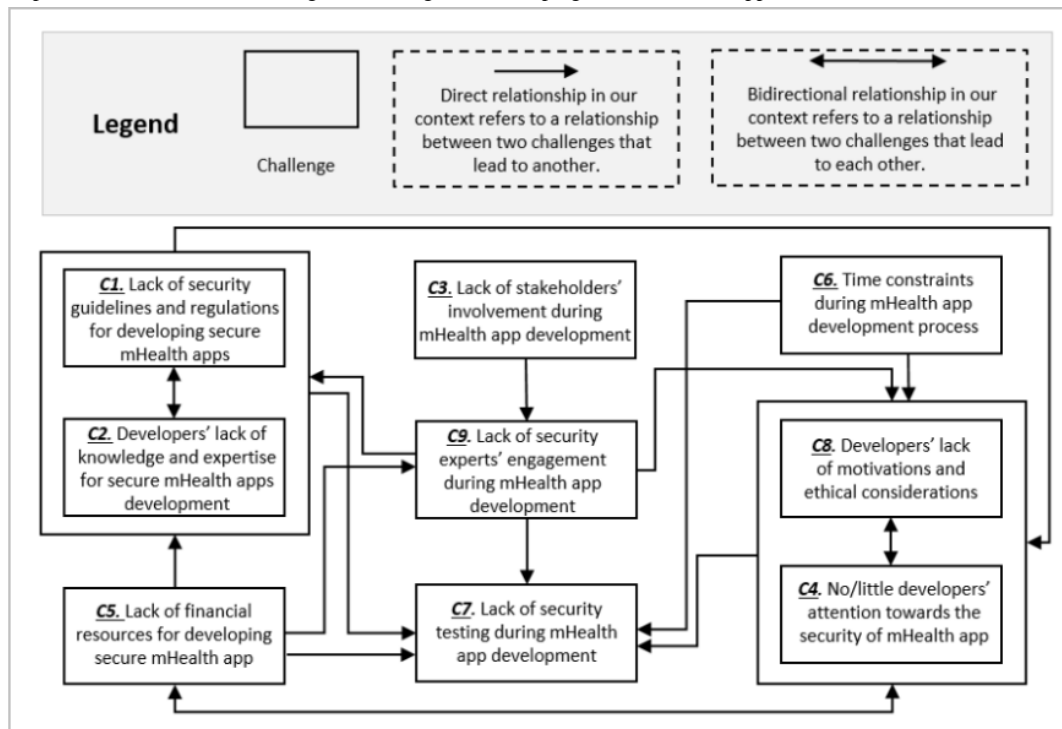 Legend
Challenge
Direct relationship in our
context refers to a relationship
between two challenges that
lead to another.
Bidirectional relationship in our
context refers to a relationship
between two challenges that lead
to each other.
C1. Lack of security
guidelines and regulations
for developing secure
mHealth apps
C2. Developers' lack of
knowledge and expertise
for secure mHealth apps
development
C5. Lack of financial
resources for developing
secure mHealth app
C3. Lack of stakeholders'
involvement during
mHealth app development
C9. Lack of security
experts' engagement
during mHealth app
development
C7. Lack of security
testing during mHealth
app development
C6. Time constraints
during mHealth app
development process
C8. Developers' lack
of motivations and
ethical considerations
C4. No/little developers'
attention towards the
security of mHealth app